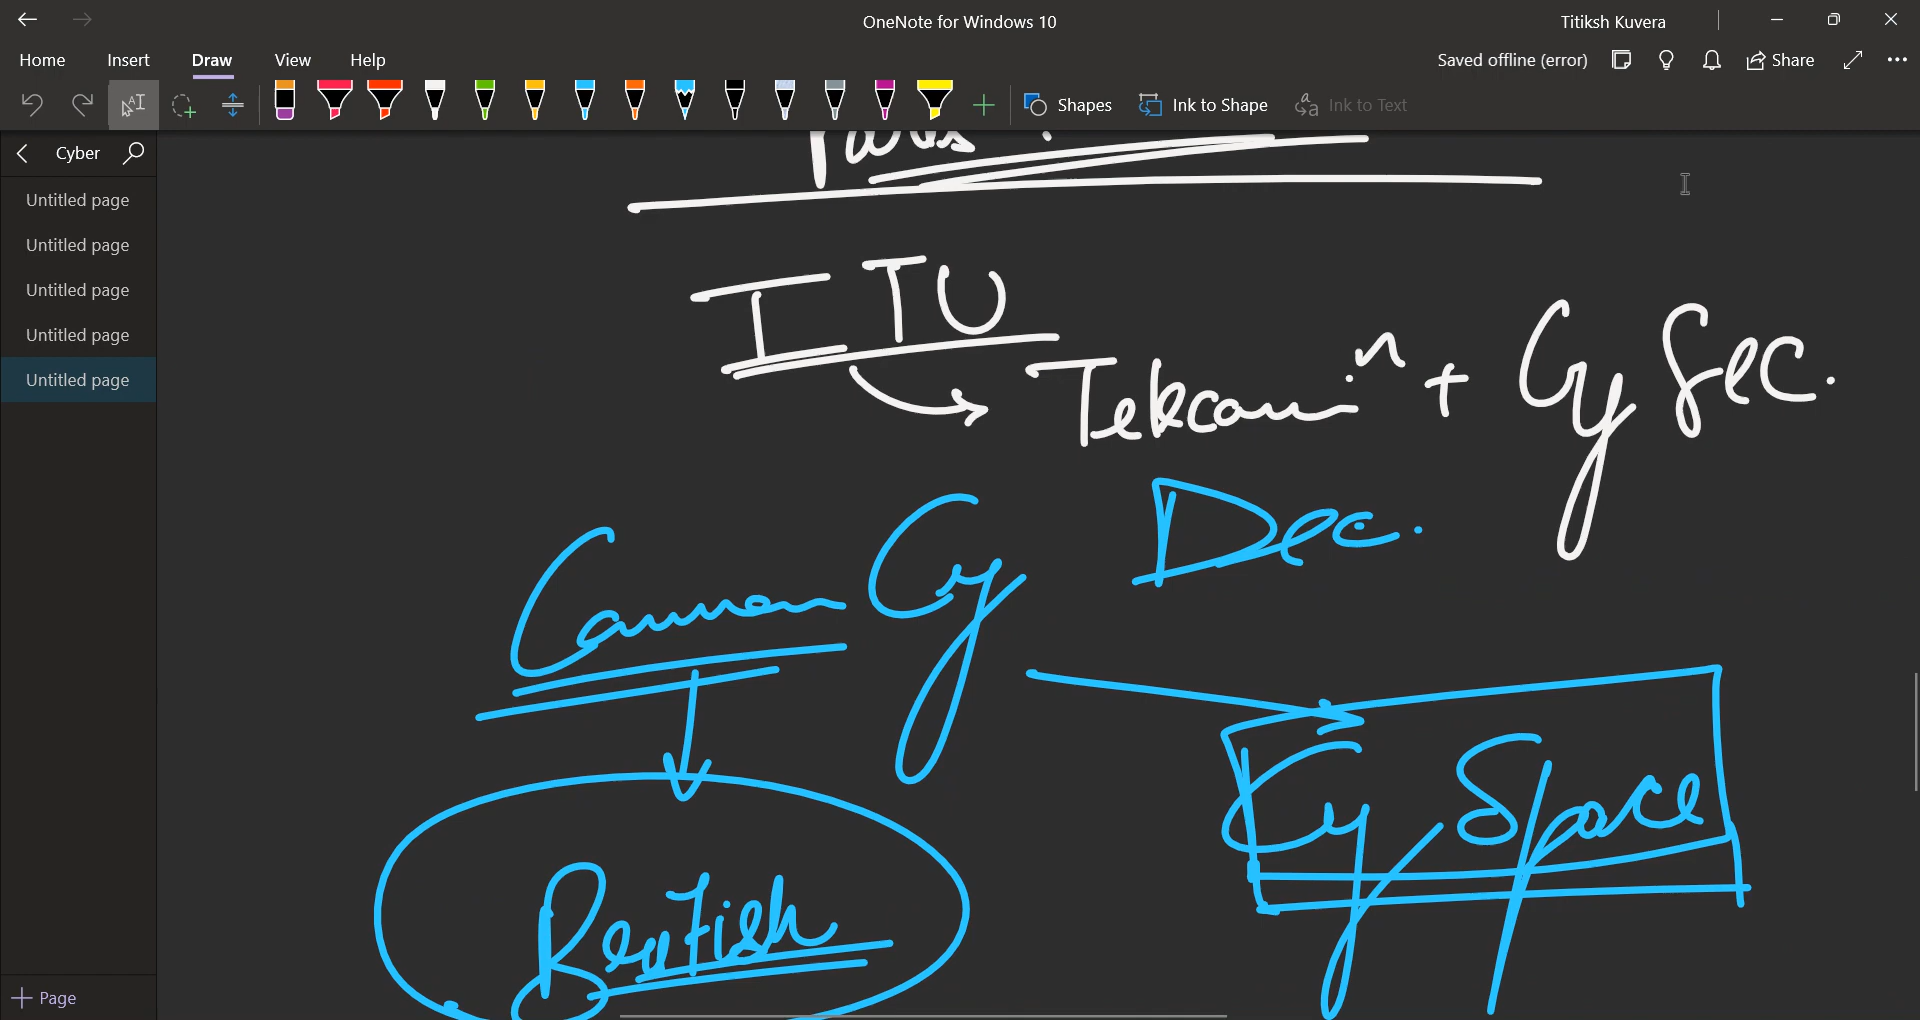 OneNote for Windows 10
Titiksh Kuvera
Home Insert Draw View Help
Saved offline (error) Share
Shapes Ink to Shape Ink to Text
Cyber
Untitled page
Untitled page
Untitled page
Untitled page
Untitled page
ITU
Telecom.n + Cy Sec.
Common Cy Dec.
Cy Space
+ Page